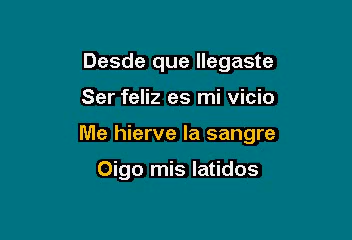 Desde que llegaste
Ser feliz es mi vicio
Me hierve la sangre
Oigo mis latidos